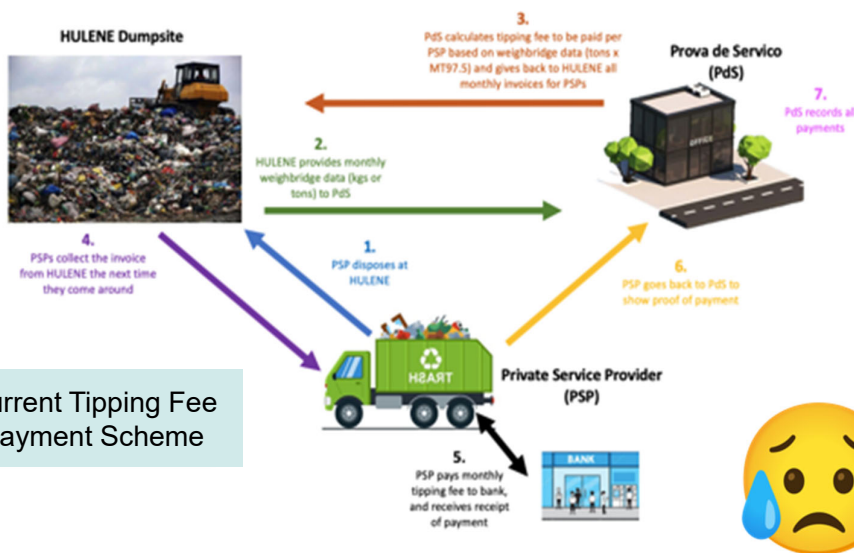 HULENE Dumpsite
3.
PdS calculates tipping fee to be paid per
PSP based on weighbridge data (tons x
MT97.5) and gives back to HULENE all
monthly invoices for PSPs
Prova de Servico
(PdS)
7.
PdS records al
payments
OFFICE
2.
HULENE provides monthly
weighbridge data (kgs or
tons) to PdS
4.
PSPs collect the invoice
from HULENE the next time
they come around
1.
PSP disposes at
HULENE
6.
PSP goes back to PdS to
show proof of payment
TRASH
Private Service Provider
(PSP)
urrent Tipping Fee
ayment Scheme
5.
PSP pays monthly
tipping fee to bank,
and receives receipt
of payment
BANK